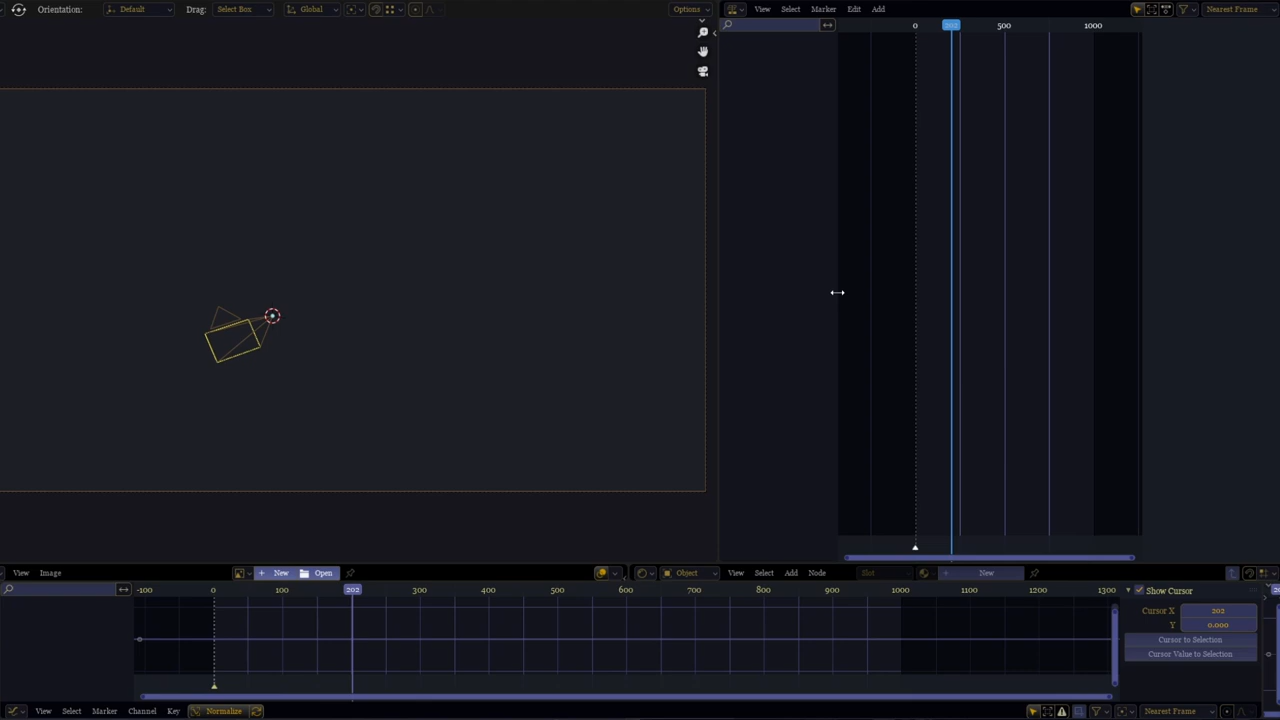 Orientation: Default Drag: Select Box Global Options
View Select Marker Edit Add Nearest Frame
0 202 500 1000
View Image New Open Object View Select Add Node Slot New
-100 0 100 202 300 400 500 600 700 800 900 1000 1100 1200 1300
Show Cursor
Cursor X 202
Y 0.000
Cursor to Selection
Cursor Value to Selection
View Select Marker Channel Key Normalize Nearest Frame